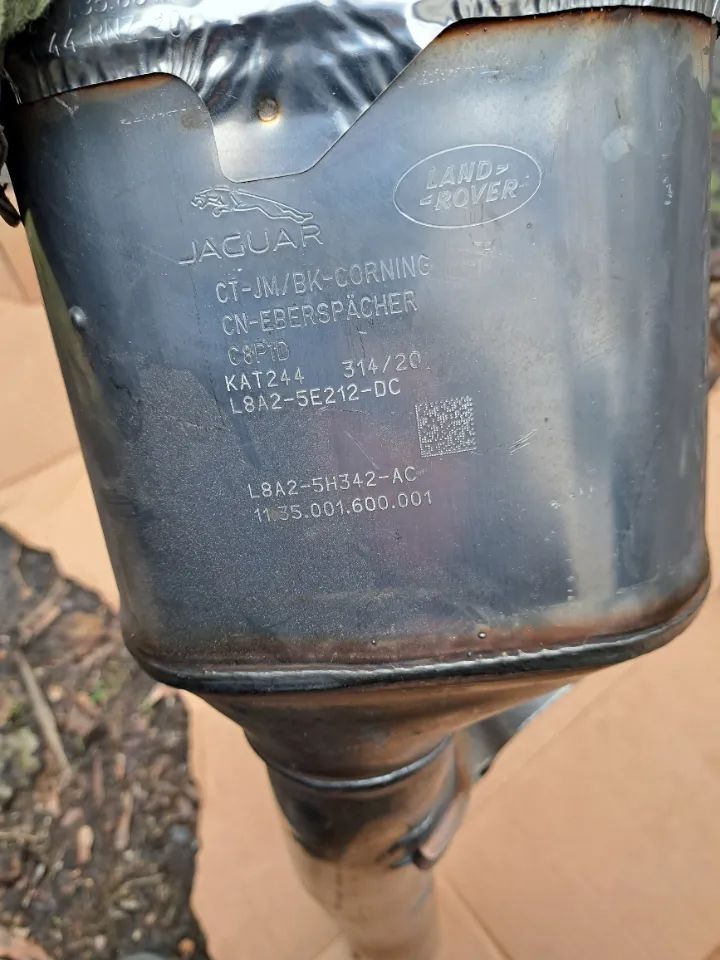 JAGUAR
LAND-
-ROVER
CT-JM/BK-CORNING
CN-EBERSPÄCHER
C8P1D
KAT244 314/20
L8A2-5E212-DC
L8A2-5H342-AC
11.35.001.600.001